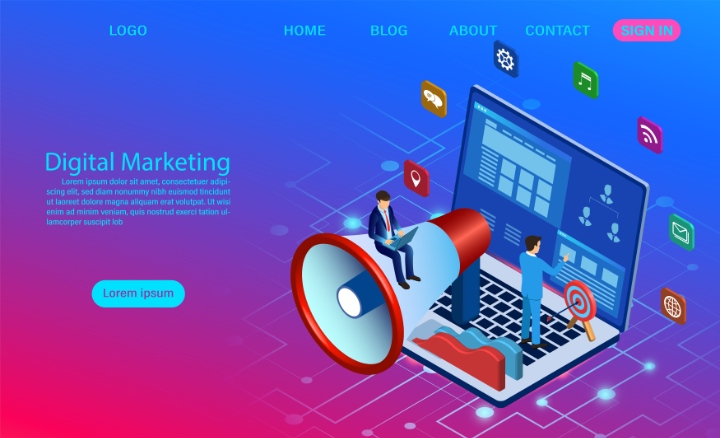 LOGO HOME BLOG ABOUT CONTACT SIGN IN
Digital Marketing
Lorem ipsum dolor sit amet, consectetuer adipi-
scing elit, sed diam nonummy nibh euismod tincidunt
ut laoreet dolore magna aliquam erat volutpat. Ut wisi
enim ad minim veniam, quis nostrud exerci tation ul-
lamcorper suscipit lob
Lorem ipsum